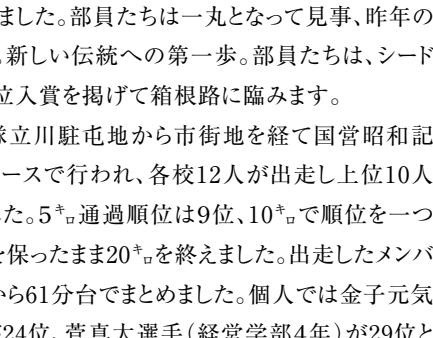 ました。部員たちは一丸となって見事、昨年の
新しい伝統への第一歩。部員たちは、シード
位入賞を掲げて箱根路に臨みます。
隊立川駐屯地から市街地を経て国営昭和記
ースで行われ、各校12人が出走し上位10人
た。5㌔通過順位は9位、10㌔で順位を一つ
を保ったまま20㌔を終えました。出走したメンバ
から61分台でまとめました。個人では金子元気
24位、菅真大選手(経営学部4年)が29位と